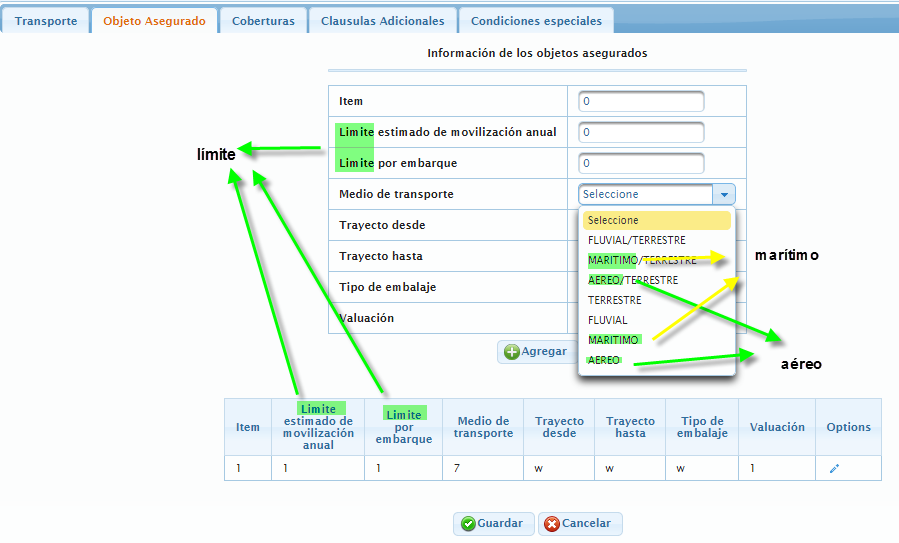 Transporte Objeto Asegurado Coberturas Clausulas Adicionales Condiciones especiales
Información de los objetos asegurados
Item 0
Limite estimado de movilización anual 0
Limite por embarque 0
límite
Medio de transporte Seleccione
Seleccione
Trayecto desde
FLUVIAL/TERRESTRE
Trayecto hasta
MARITIMO/TERRESTRE
marítimo
AEREO/TERRESTRE
Tipo de embalaje
TERRESTRE
Valuación
FLUVIAL
MARITIMO
Agregar
AEREO
aéreo
Item
Limite
estimado de
movilización
anual
Limite
por
embarque
Medio de
transporte
Trayecto
desde
Trayecto
hasta
Tipo de
embalaje
Valuación
Options
1 1 1 7 w w w 1
Guardar Cancelar